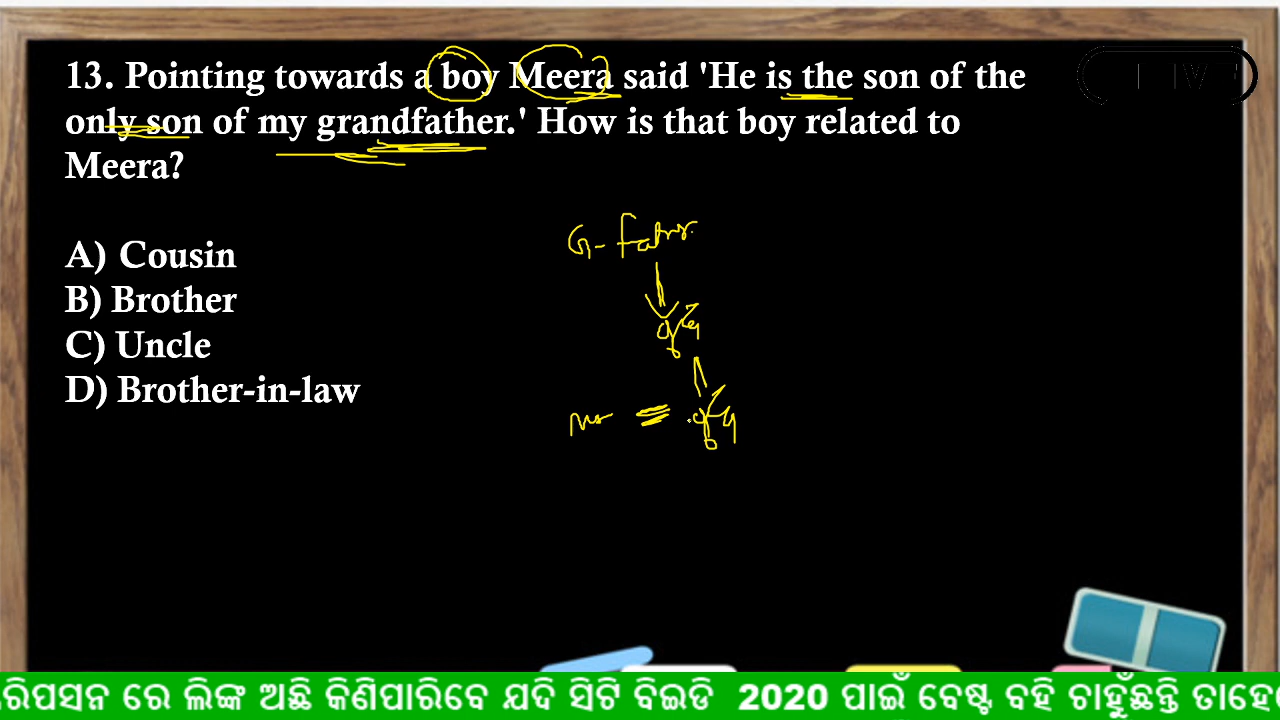 13. Pointing towards a boy Meera said 'He is the son of the
only son of my grandfather.' How is that boy related to
Meera?
A) Cousin
B) Brother
C) Uncle
D) Brother-in-law
G-
ରିପସନ ରେ ଲିଙ୍କ ଅଛି କିଣିପାରିବେ ଯଦି ସିଟି ବିଇଡି 2020 ପାଇଁ ବେଷ୍ଟ ବହି ଚାହୁଁଛନ୍ତି ତାହେ